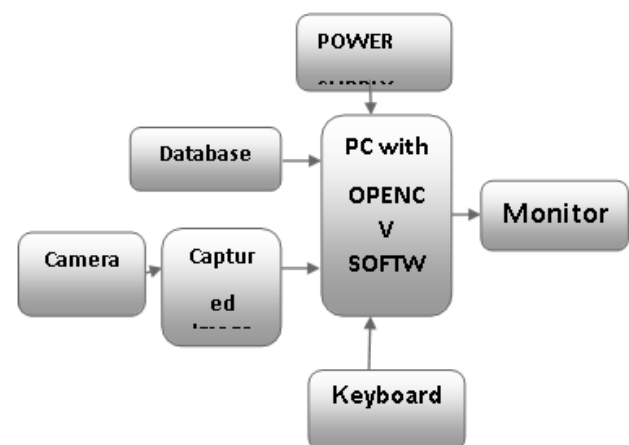 POWER
Database
PC with
OPENC
V
SOFTW
Monitor
Camera
Captur
ed
Keyboard